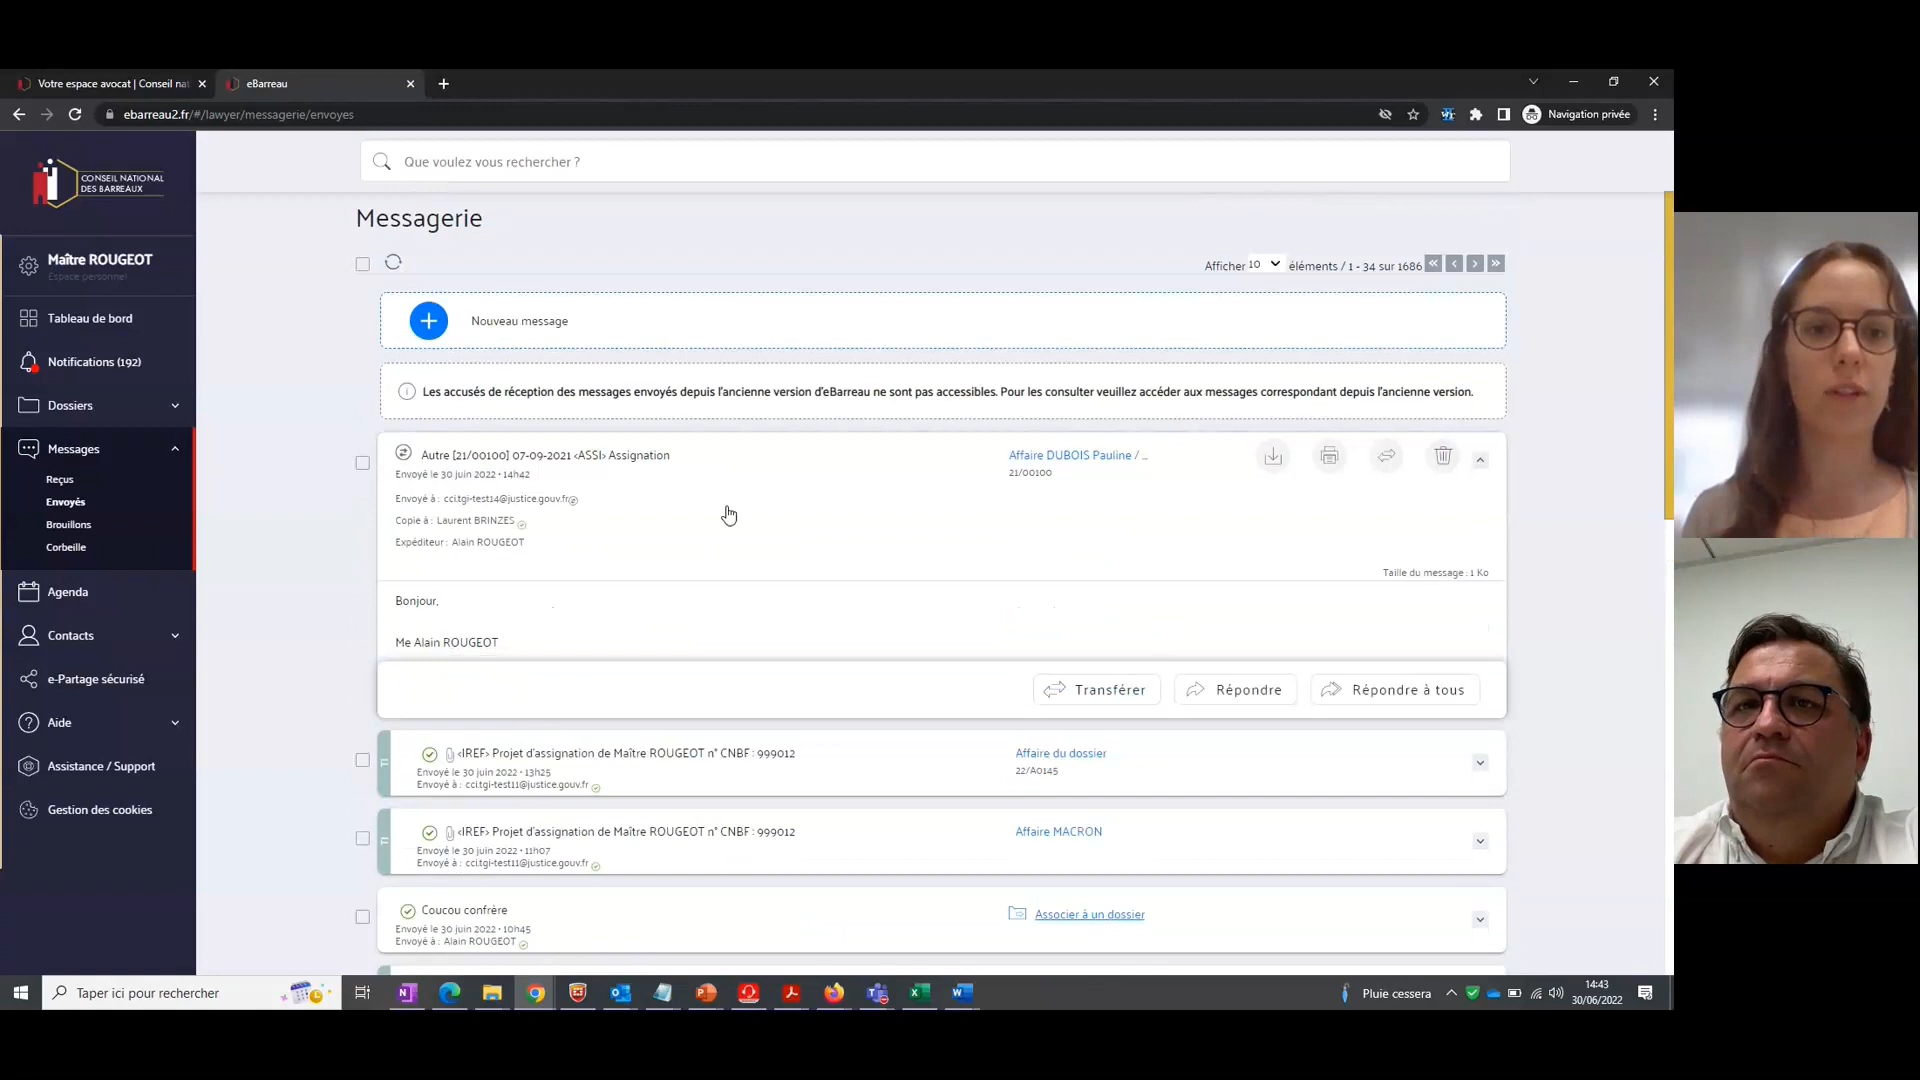 Votre espace avocat | Conseil nat
eBarreau
ebarreau2.fr/#/lawyer/messagerie/envoyes
Navigation privée
CONSEIL NATIONAL
DES BARREAUX
Maître ROUGEOT
Espace personnel
Tableau de bord
Notifications (192)
Dossiers
Messages
Reçus
Envoyés
Brouillons
Corbeille
Agenda
Contacts
e-Partage sécurisé
Aide
Assistance / Support
Gestion des cookies
Que voulez vous rechercher ?
Messagerie
Afficher 10 éléments / 1 - 34 sur 1686
Nouveau message
Les accusés de réception des messages envoyés depuis l'ancienne version d'eBarreau ne sont pas accessibles. Pour les consulter veuillez accéder aux messages correspondant depuis l'ancienne version.
Autre [21/00100] 07-09-2021 <ASSI> Assignation
Affaire DUBOIS Pauline / ...
Envoyé le 30 juin 2022 • 14h42
21/00100
Envoyé à : cci.tgi-test14@justice.gouv.fr
Copie à : Laurent BRINZES
Expéditeur : Alain ROUGEOT
Taille du message : 1 Ko
Bonjour,
Me Alain ROUGEOT
Transférer
Répondre
Répondre à tous
TJ
<IREF> Projet d'assignation de Maître ROUGEOT n° CNBF : 999012
Affaire du dossier
Envoyé le 30 juin 2022 • 13h25
22/A0145
Envoyé à : cci.tgi-test11@justice.gouv.fr
TJ
<IREF> Projet d'assignation de Maître ROUGEOT n° CNBF : 999012
Affaire MACRON
Envoyé le 30 juin 2022 • 11h07
Envoyé à : cci.tgi-test11@justice.gouv.fr
Coucou confrère
Associer à un dossier
Envoyé le 30 juin 2022 • 10h45
Envoyé à : Alain ROUGEOT
Taper ici pour rechercher
Pluie cessera
14:43
30/06/2022